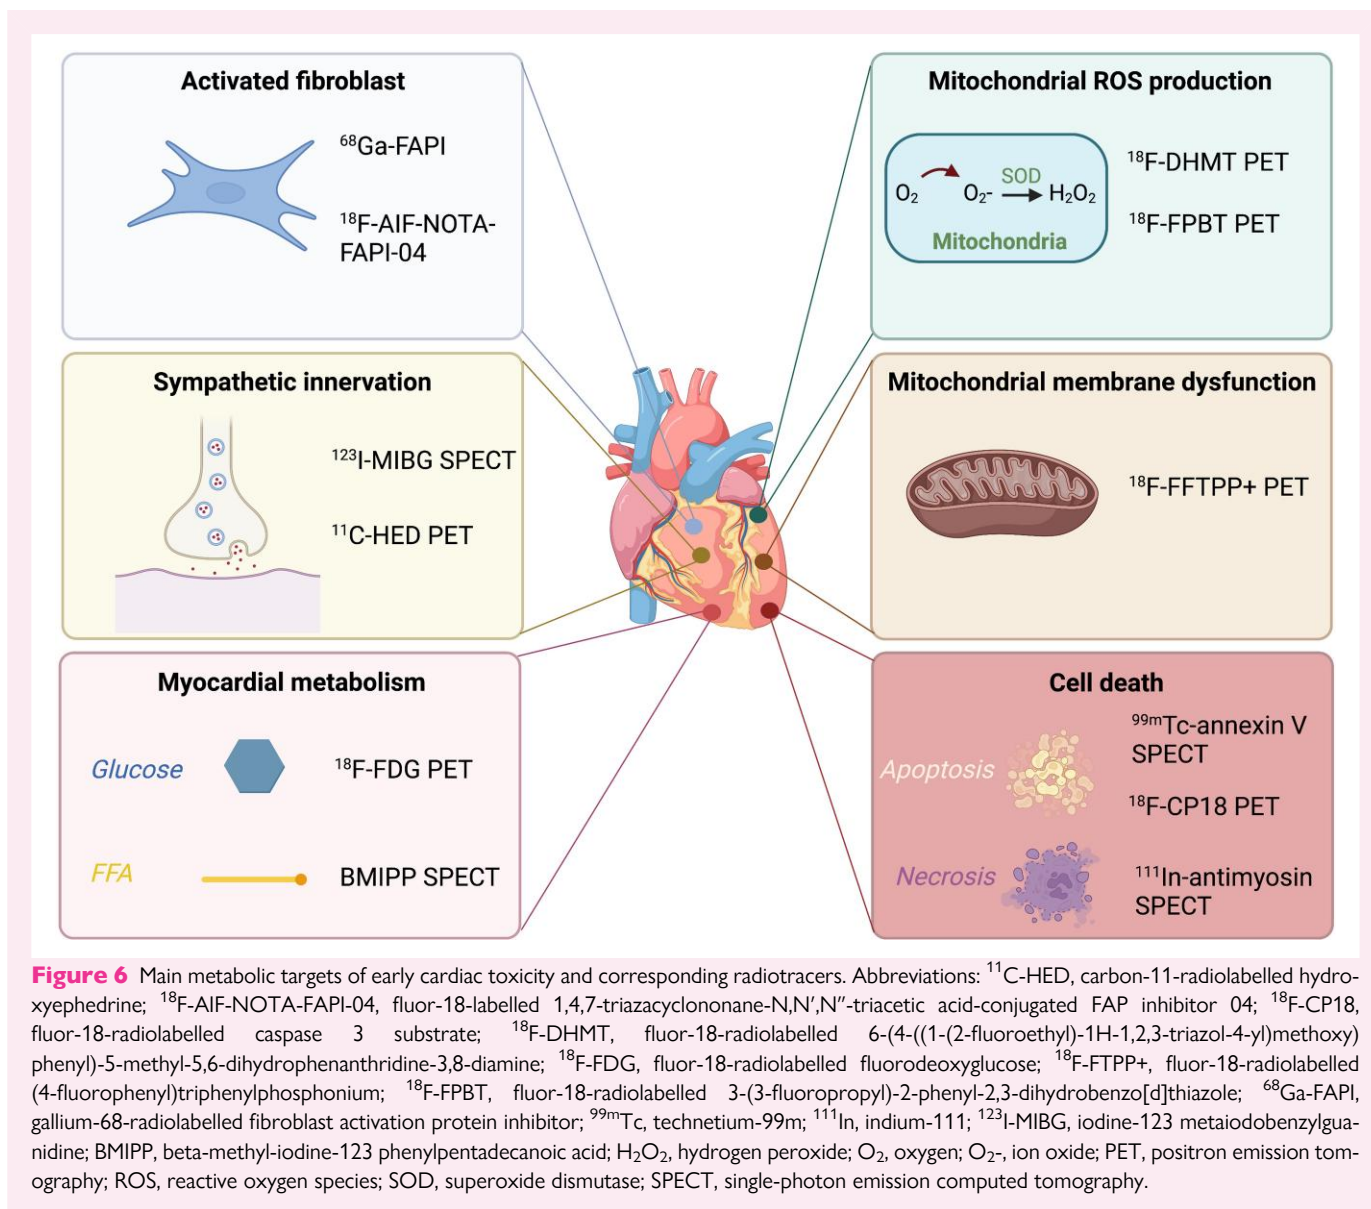 Activated fibroblast
⁶⁸Ga-FAPI
¹⁸F-AIF-NOTA-
FAPI-04
Mitochondrial ROS production
O₂
O₂-
SOD
H₂O₂
Mitochondria
¹⁸F-DHMT PET
¹⁸F-FPBT PET
Sympathetic innervation
¹²³I-MIBG SPECT
¹¹C-HED PET
Mitochondrial membrane dysfunction
¹⁸F-FFTPP+ PET
Myocardial metabolism
Glucose
¹⁸F-FDG PET
FFA
BMIPP SPECT
Cell death
Apoptosis
⁹⁹ᵐTc-annexin V
SPECT
¹⁸F-CP18 PET
Necrosis
¹¹¹In-antimyosin
SPECT
Figure 6 Main metabolic targets of early cardiac toxicity and corresponding radiotracers. Abbreviations: ¹¹C-HED, carbon-11-radiolabelled hydro-
xyephedrine; ¹⁸F-AIF-NOTA-FAPI-04, fluor-18-labelled 1,4,7-triazacyclononane-N,N′,N″-triacetic acid-conjugated FAP inhibitor 04; ¹⁸F-CP18,
fluor-18-radiolabelled caspase 3 substrate; ¹⁸F-DHMT, fluor-18-radiolabelled 6-(4-((1-(2-fluoroethyl)-1H-1,2,3-triazol-4-yl)methoxy)
phenyl)-5-methyl-5,6-dihydrophenanthridine-3,8-diamine; ¹⁸F-FDG, fluor-18-radiolabelled fluorodeoxyglucose; ¹⁸F-FTPP+, fluor-18-radiolabelled
(4-fluorophenyl)triphenylphosphonium; ¹⁸F-FPBT, fluor-18-radiolabelled 3-(3-fluoropropyl)-2-phenyl-2,3-dihydrobenzo[d]thiazole; ⁶⁸Ga-FAPI,
gallium-68-radiolabelled fibroblast activation protein inhibitor; ⁹⁹ᵐTc, technetium-99m; ¹¹¹In, indium-111; ¹²³I-MIBG, iodine-123 metaiodobenzylgua-
nidine; BMIPP, beta-methyl-iodine-123 phenylpentadecanoic acid; H₂O₂, hydrogen peroxide; O₂, oxygen; O₂-, ion oxide; PET, positron emission tom-
ography; ROS, reactive oxygen species; SOD, superoxide dismutase; SPECT, single-photon emission computed tomography.